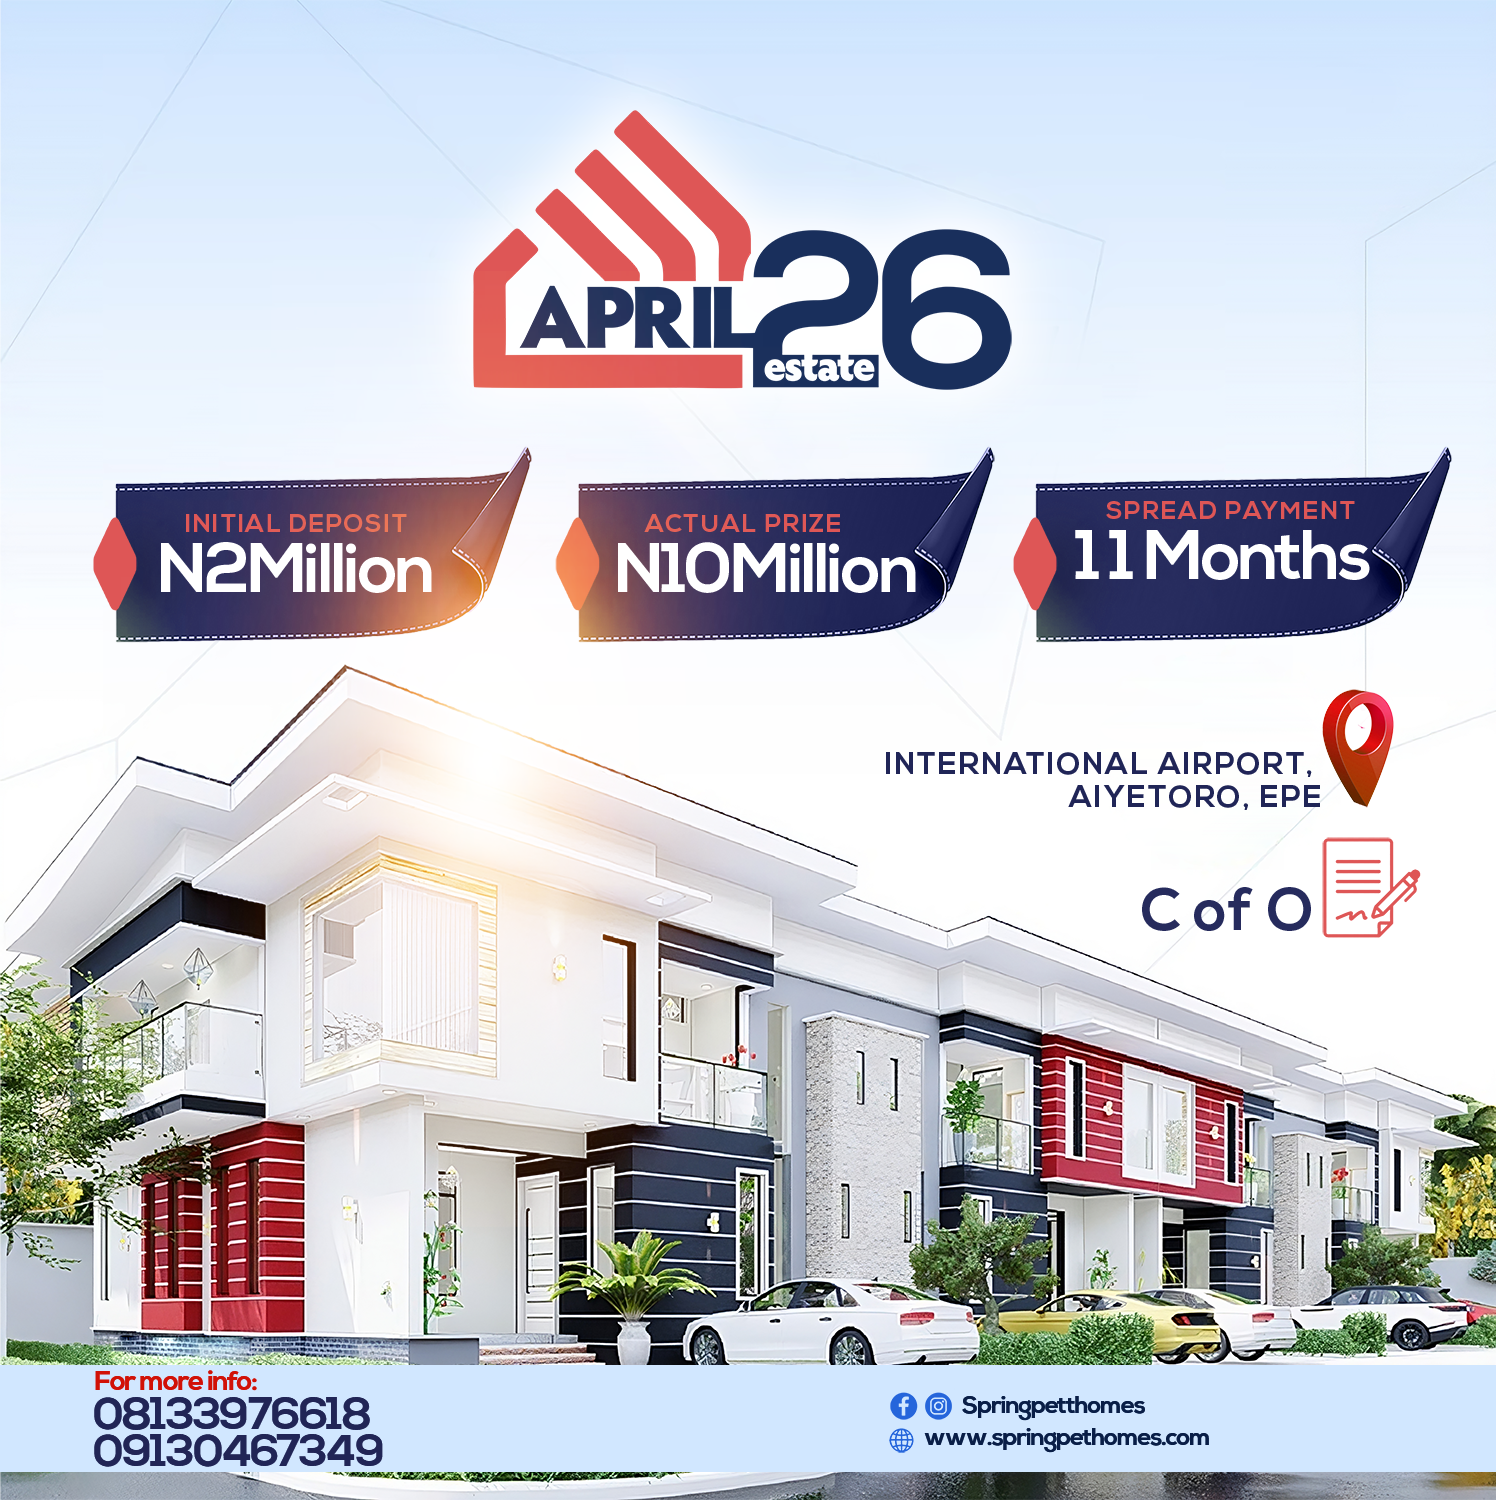 APRIL 26
estate
INITIAL DEPOSIT
N2Million
ACTUAL PRIZE
N10Million
SPREAD PAYMENT
11 Months
INTERNATIONAL AIRPORT,
AIYETORO, EPE
C of O
For more info:
08133976618
09130467349
Springpetthomes
www.springpethomes.com